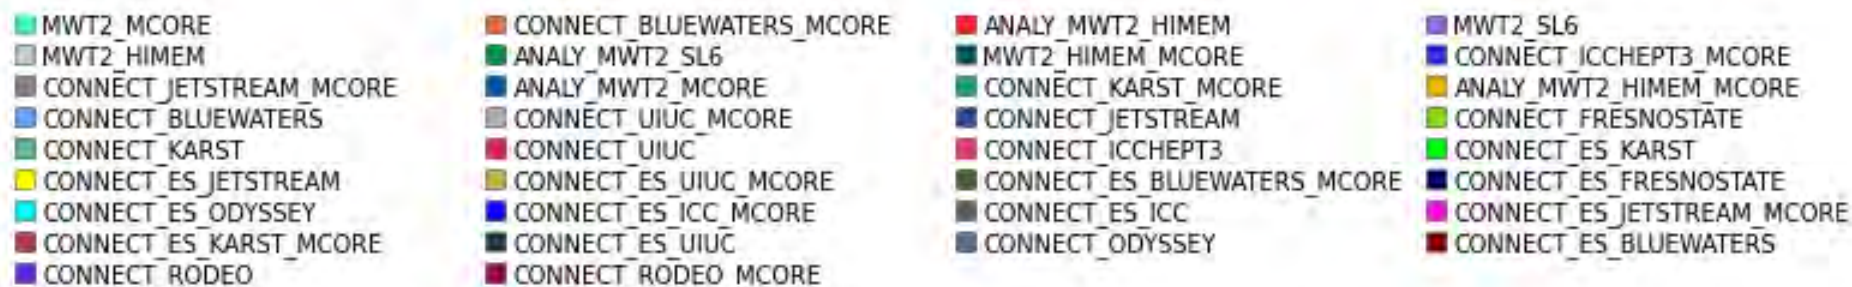 MWT2_MCORE CONNECT_BLUEWATERS_MCORE ANALY_MWT2_HIMEM MWT2_SL6
MWT2_HIMEM ANALY_MWT2_SL6 MWT2_HIMEM_MCORE CONNECT_ICCHEPT3_MCORE
CONNECT_JETSTREAM_MCORE ANALY_MWT2_MCORE CONNECT_KARST_MCORE ANALY_MWT2_HIMEM_MCORE
CONNECT_BLUEWATERS CONNECT_UIUC_MCORE CONNECT_JETSTREAM CONNECT_FRESNOSTATE
CONNECT_KARST CONNECT_UIUC CONNECT_ICCHEPT3 CONNECT_ES_KARST
CONNECT_ES_JETSTREAM CONNECT_ES_UIUC_MCORE CONNECT_ES_BLUEWATERS_MCORE CONNECT_ES_FRESNOSTATE
CONNECT_ES_ODYSSEY CONNECT_ES_ICC_MCORE CONNECT_ES_ICC CONNECT_ES_JETSTREAM_MCORE
CONNECT_ES_KARST_MCORE CONNECT_ES_UIUC CONNECT_ODYSSEY CONNECT_ES_BLUEWATERS
CONNECT_RODEO CONNECT_RODEO_MCORE